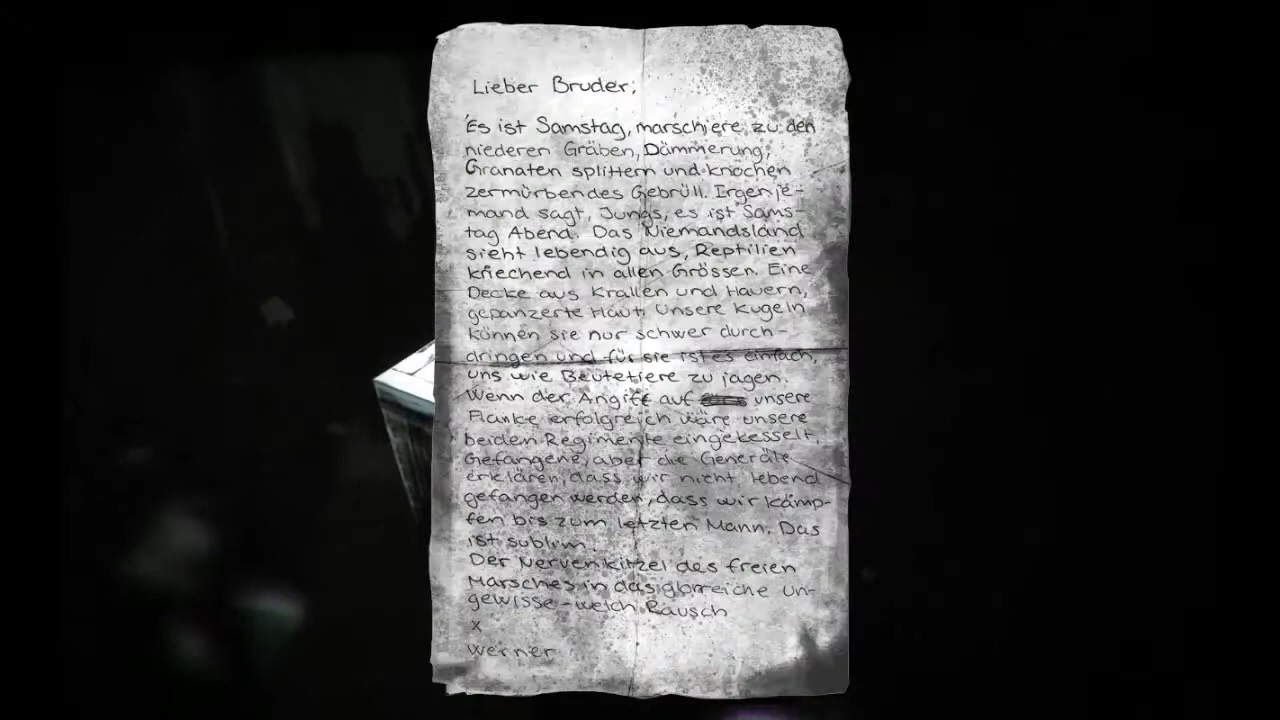 Lieber Bruder;
Es ist Samstag, marschiere zu den
niederen Gräben, Dämmerung,
Granaten splittern und knochen
zermürbendes Gebrüll. Irgenje-
mand sagt, Jungs, es ist Sams-
tag Abend. Das Niemandsland
sieht lebendig aus, Reptilien
kriechend in allen Grössen. Eine
Decke aus Krallen und Hauern,
gepanzerte Haut. Unsere Kugeln
können sie nur schwer durch-
dringen und für sie ist es einfach,
uns wie Beutetiere zu jagen.
Wenn der Angiff auf unsere
Flanke erfolgreich wäre unsere
beiden Regimente eingekesselt,
Gefangene, aber die Generäle
erklären, dass wir nicht lebend
gefangen werden, dass wir kämp-
fen bis zum letzten Mann. Das
ist sublim.
Der Nervenkitzel des freien
Marsches in das glorreiche un-
gewisse - welch Rausch
x
Werner